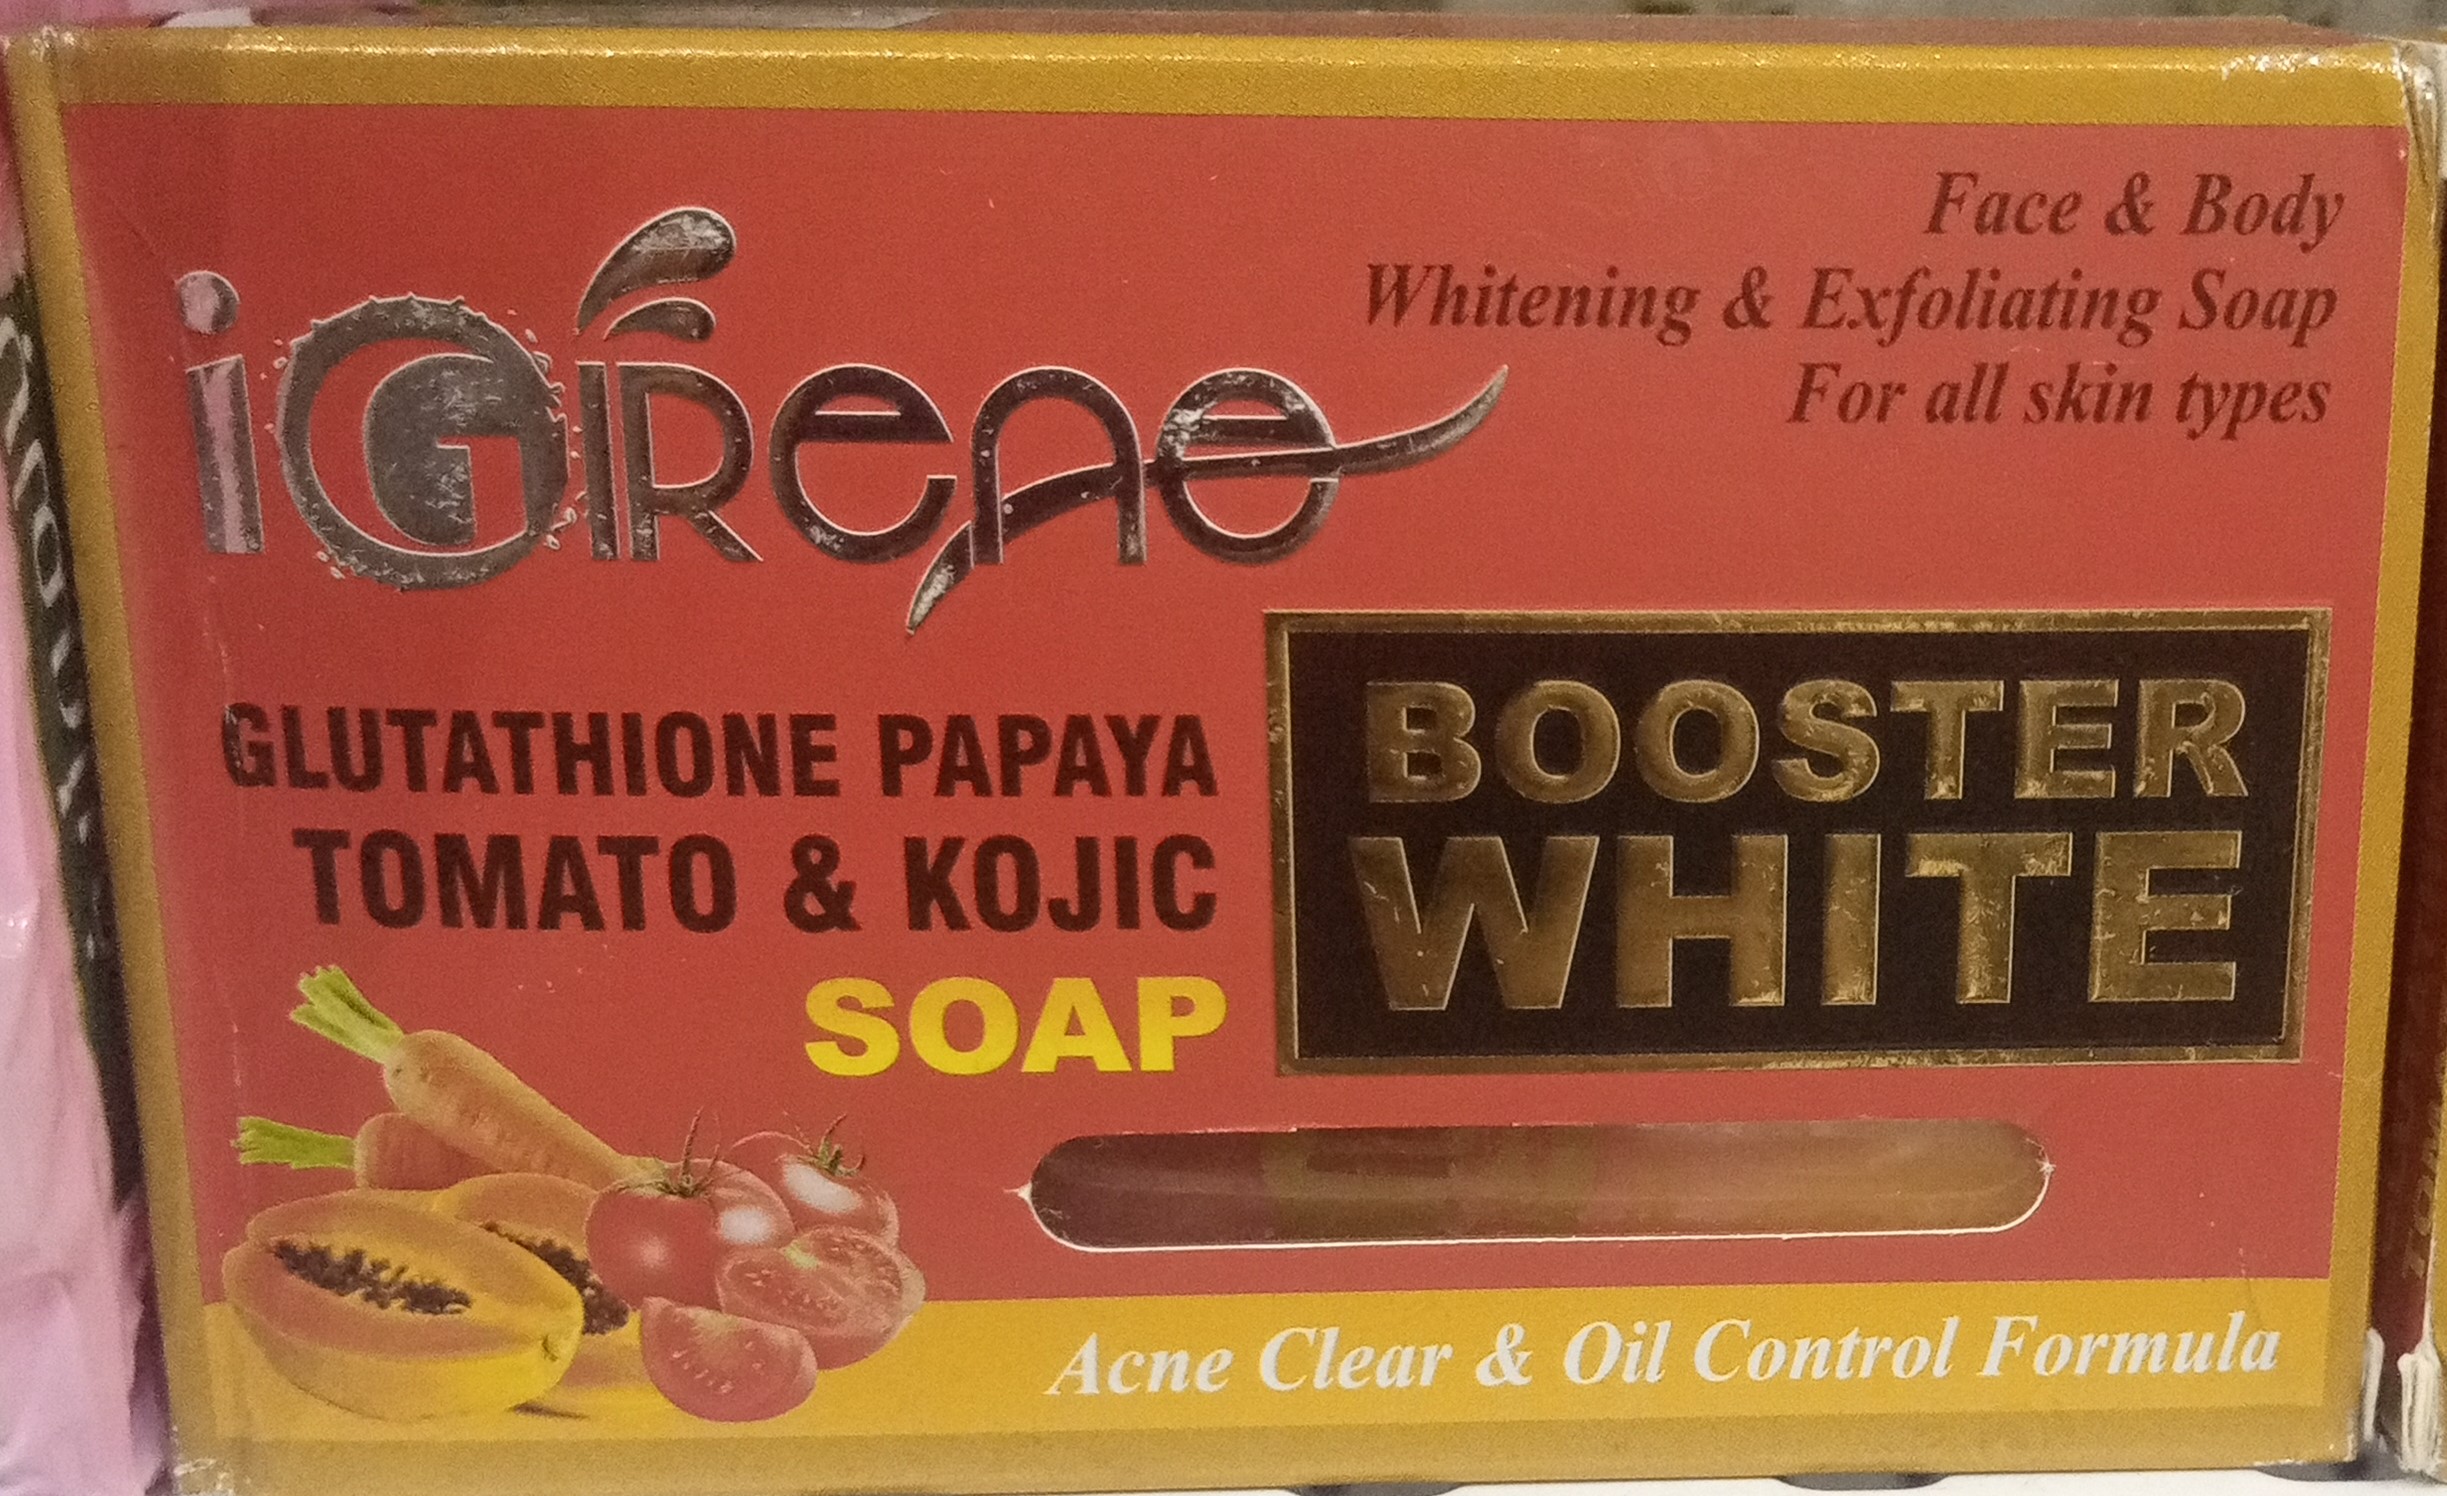 iGRene
Face & Body
Whitening & Exfoliating Soap
For all skin types
GLUTATHIONE PAPAYA
TOMATO & KOJIC
SOAP
BOOSTER
WHITE
Acne Clear & Oil Control Formula